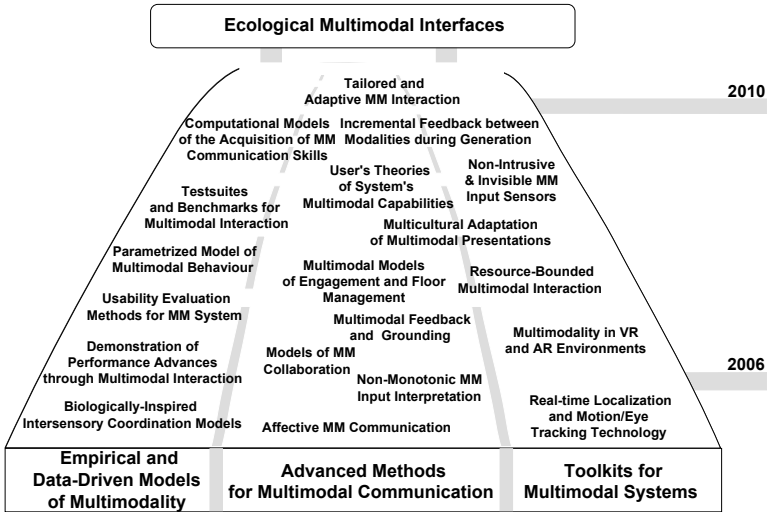 Ecological Multimodal Interfaces
2010
Tailored and
Adaptive MM Interaction
Computational Models
of the Acquisition of MM
Communication Skills
Incremental Feedback between
Modalities during Generation
User's Theories
of System's
Multimodal Capabilities
Non-Intrusive
& Invisible MM
Input Sensors
Testsuites
and Benchmarks for
Multimodal Interaction
Multicultural Adaptation
of Multimodal Presentations
Parametrized Model of
Multimodal Behaviour
Multimodal Models
of Engagement and Floor
Management
Resource-Bounded
Multimodal Interaction
Usability Evaluation
Methods for MM System
Multimodal Feedback
and Grounding
Multimodality in VR
and AR Environments
Demonstration of
Performance Advances
through Multimodal Interaction
Models of MM
Collaboration
2006
Non-Monotonic MM
Input Interpretation
Biologically-Inspired
Intersensory Coordination Models
Affective MM Communication
Real-time Localization
and Motion/Eye
Tracking Technology
Empirical and
Data-Driven Models
of Multimodality
Advanced Methods
for Multimodal Communication
Toolkits for
Multimodal Systems